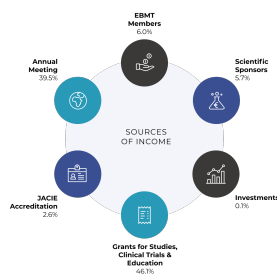 EBMT
Members
6.0%
Annual
Meeting
39.5%
Scientific
Sponsors
5.7%
€
SOURCES
OF INCOME
JACIE
Accreditation
2.6%
Investments
0.1%
Grants for Studies,
Clinical Trials &
Education
46.1%